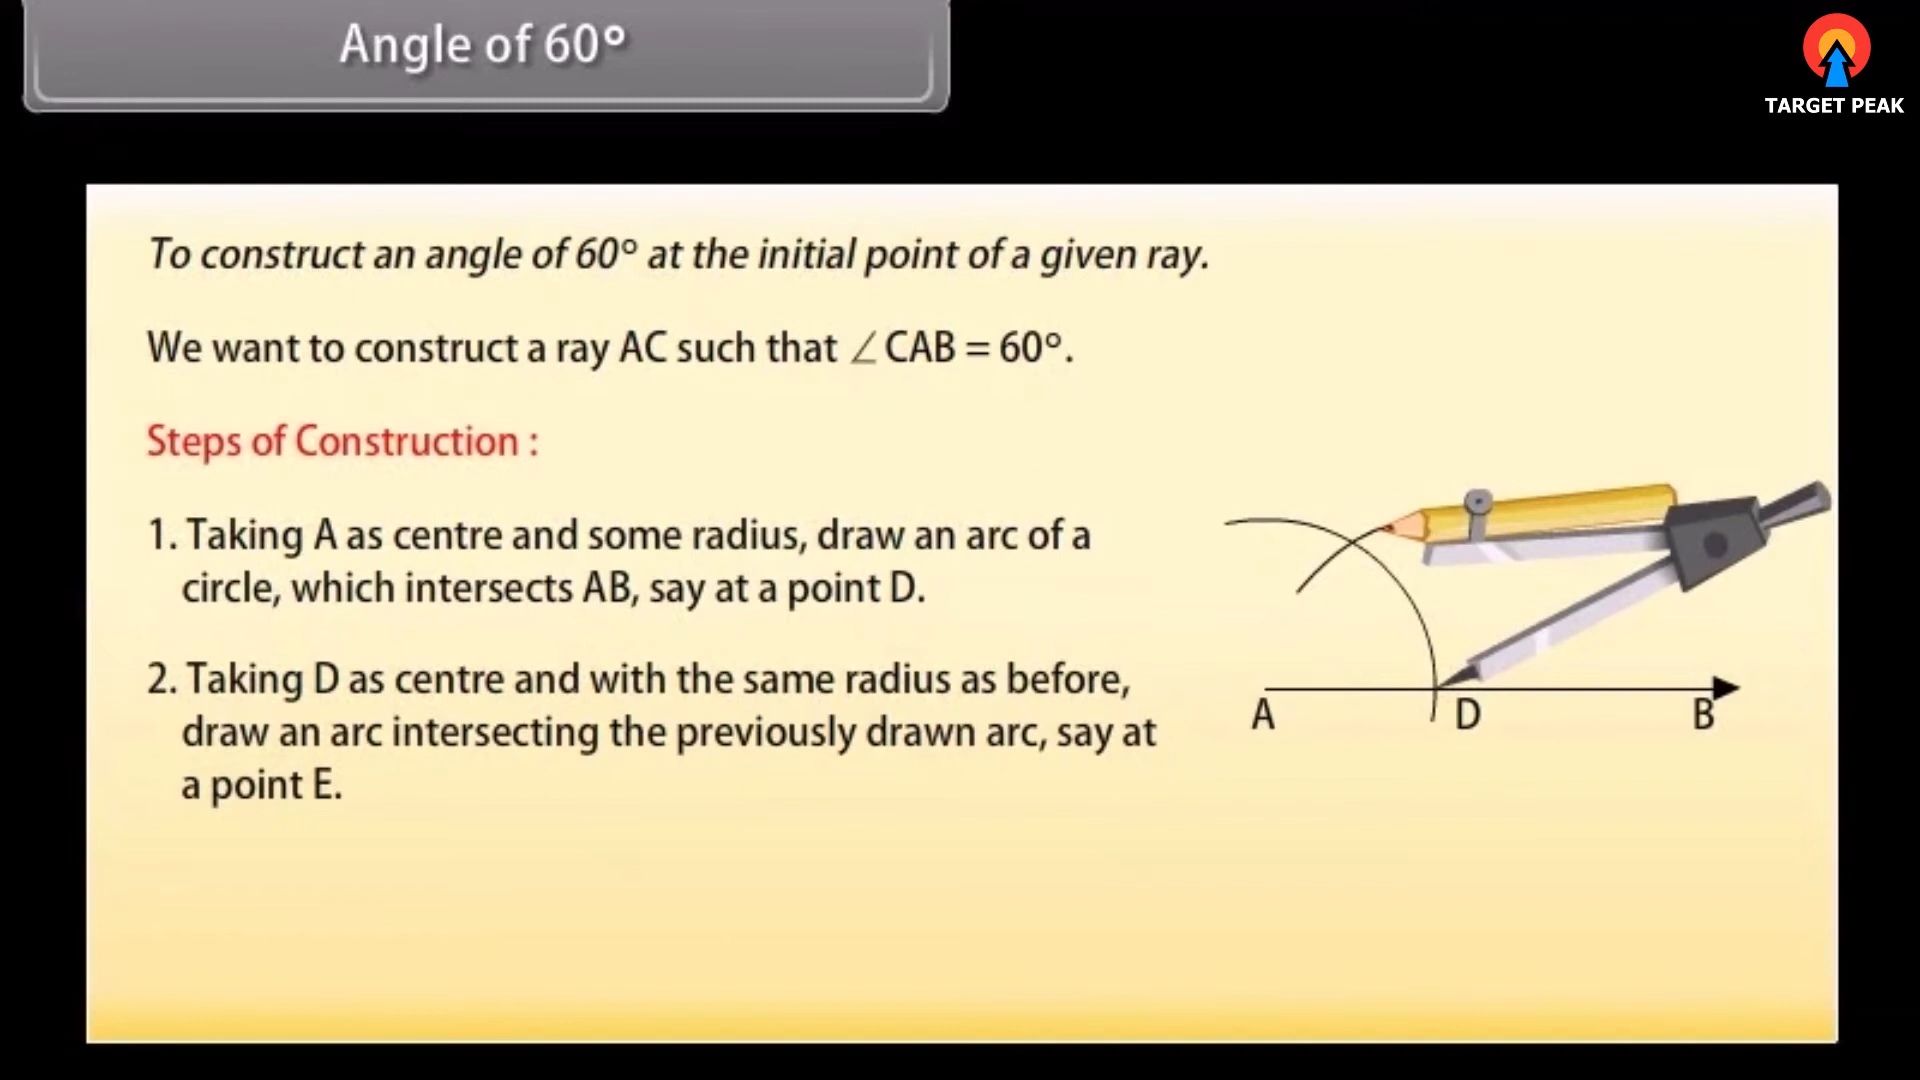 Angle of 60°
TARGET PEAK
To construct an angle of 60° at the initial point of a given ray.
We want to construct a ray AC such that ∠CAB = 60°.
Steps of Construction :
1. Taking A as centre and some radius, draw an arc of a
circle, which intersects AB, say at a point D.
2. Taking D as centre and with the same radius as before,
draw an arc intersecting the previously drawn arc, say at
a point E.
A D B